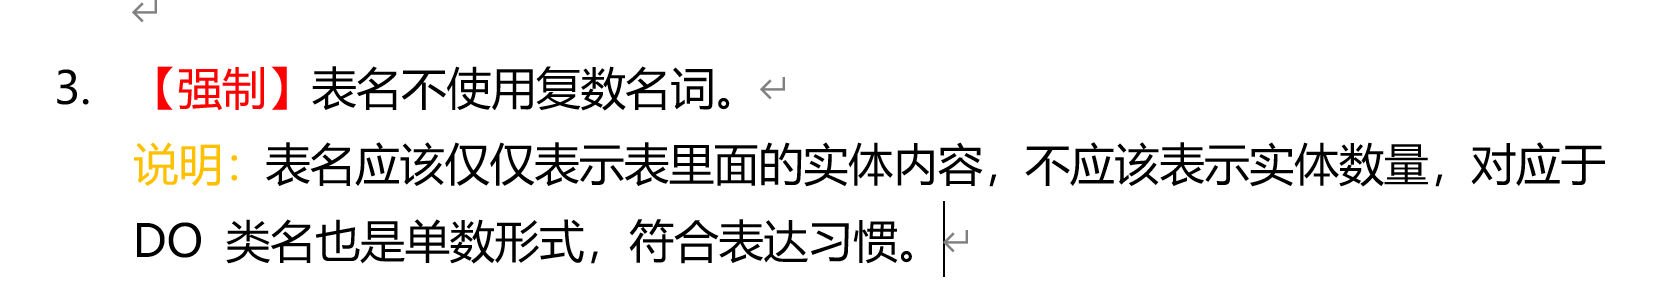 3. 【强制】表名不使用复数名词。
说明：表名应该仅仅表示表里面的实体内容，不应该表示实体数量，对应于
DO 类名也是单数形式，符合表达习惯。